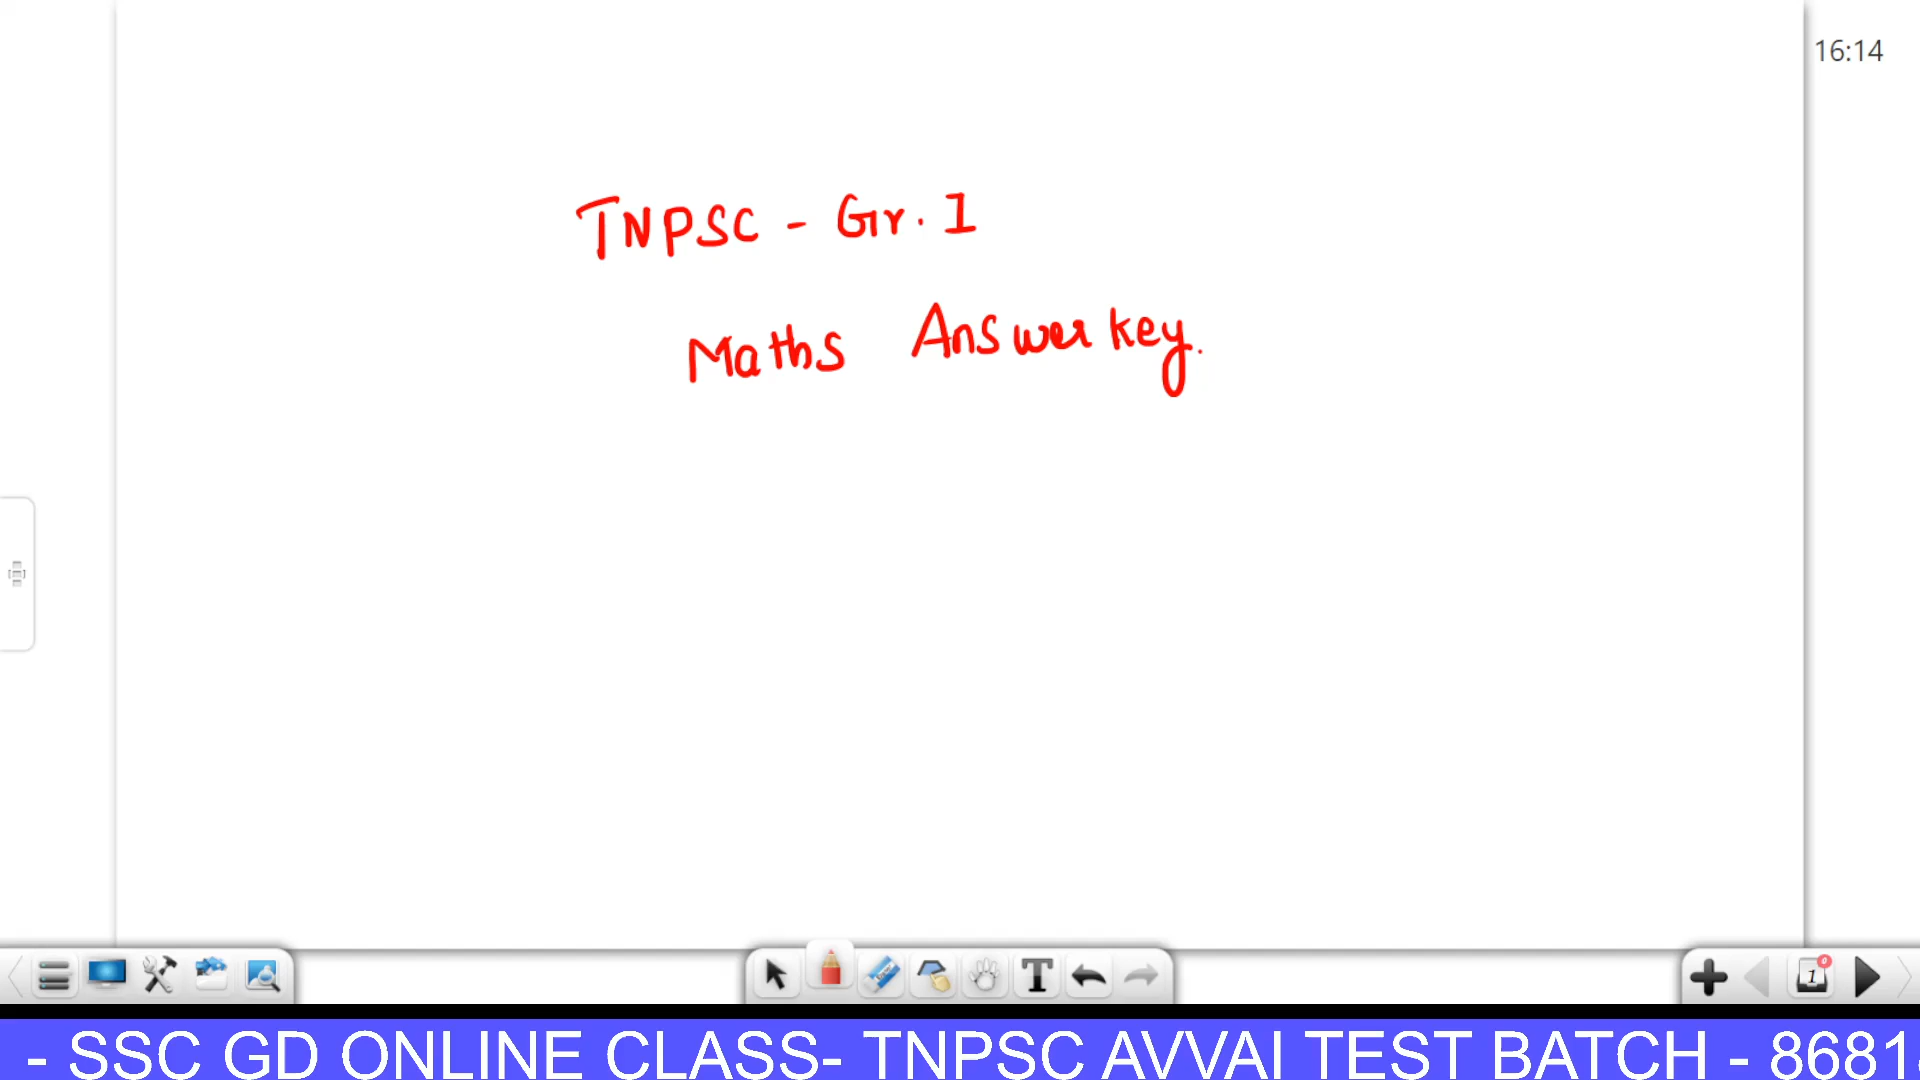 16:14
TNPSC - Gr. I
Maths Answer key.
1
- SSC GD ONLINE CLASS- TNPSC AVVAI TEST BATCH - 8681